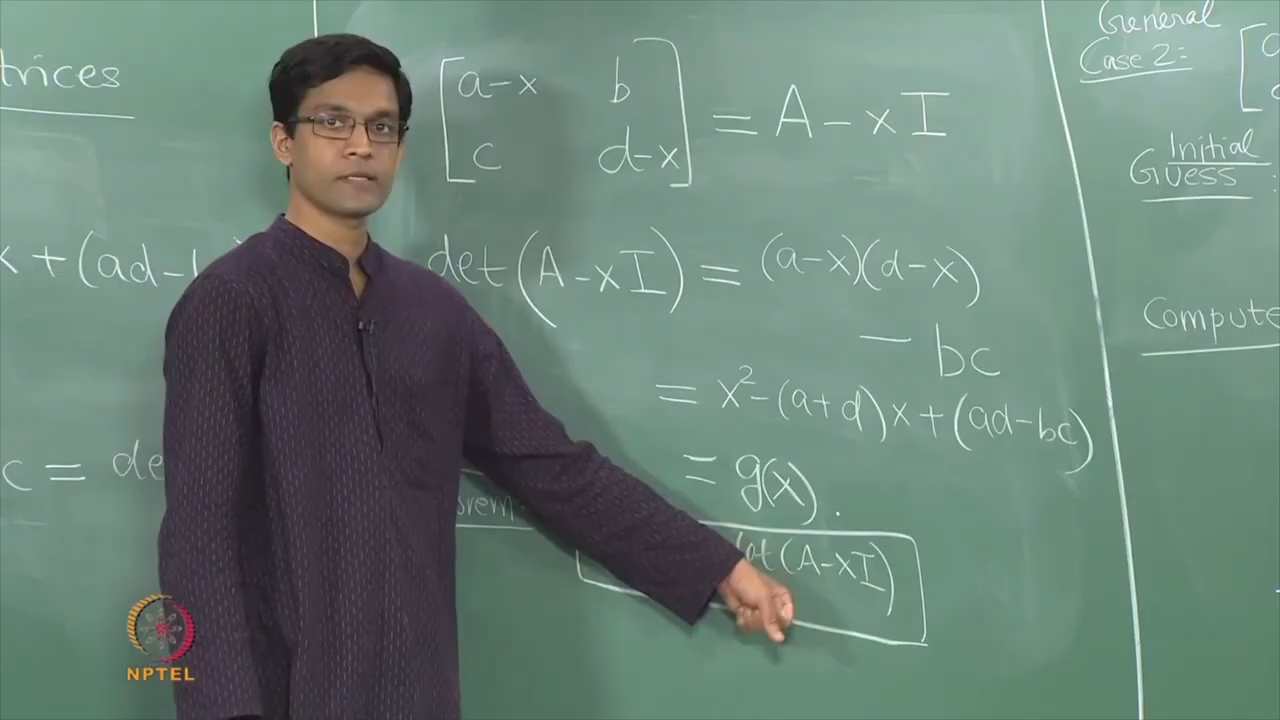 trices
x + (ad-b
c = de
[a-x b
c d-x] = A - xI
det(A-xI) = (a-x)(d-x)
- bc
= x² - (a+d)x + (ad-bc)
= g(x).
(A-xI)
General
Case 2:
Initial
Guess :
Compute
NPTEL